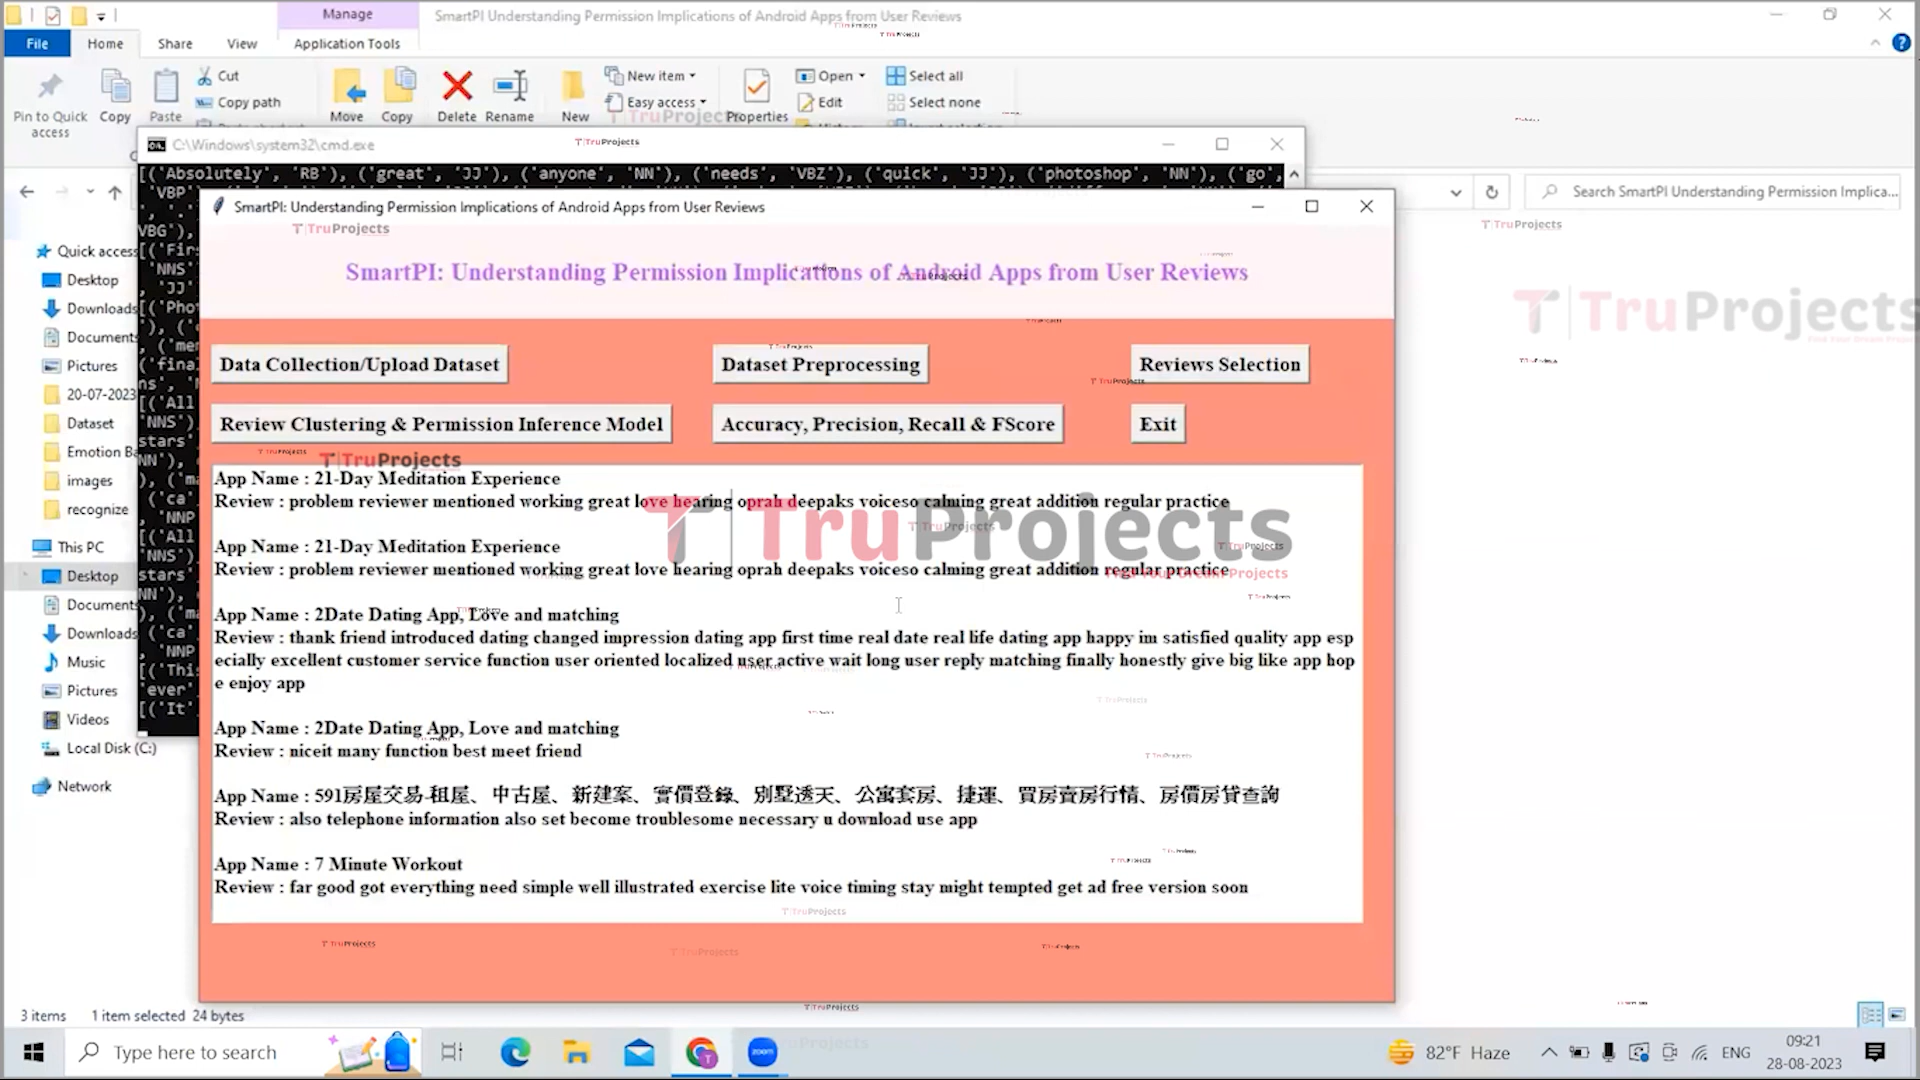 Manage
SmartPI Understanding Permission Implications of Android Apps from User Reviews
File
Home
Share
View
Application Tools
Pin to Quick access
Copy
Paste
Cut
Copy path
Move
Copy
Delete
Rename
New
New item
Easy access
Properties
Open
Edit
Select all
Select none
TruProjects
C:\Windows\system32\cmd.exe
[('Absolutely', 'RB'), ('great', 'JJ'), ('anyone', 'NN'), ('needs', 'VBZ'), ('quick', 'JJ'), ('photoshop', 'NN'), ('go',
Search SmartPI Understanding Permission Implica...
SmartPI: Understanding Permission Implications of Android Apps from User Reviews
TruProjects
SmartPI: Understanding Permission Implications of Android Apps from User Reviews
TruProjects
Data Collection/Upload Dataset
Dataset Preprocessing
Reviews Selection
Review Clustering & Permission Inference Model
Accuracy, Precision, Recall & FScore
Exit
TruProjects
App Name : 21-Day Meditation Experience
Review : problem reviewer mentioned working great love hearing oprah deepaks voiceso calming great addition regular practice
TruProjects
App Name : 21-Day Meditation Experience
Review : problem reviewer mentioned working great love hearing oprah deepaks voiceso calming great addition regular practice
App Name : 2Date Dating App, Love and matching
Review : thank friend introduced dating changed impression dating app first time real date real life dating app happy im satisfied quality app esp
ecially excellent customer service function user oriented localized user active wait long user reply matching finally honestly give big like app hop
e enjoy app
App Name : 2Date Dating App, Love and matching
Review : niceit many function best meet friend
App Name : 591房屋交易-租屋、中古屋、新建案、實價登錄、別墅透天、公寓套房、捷運、買房賣房行情、房價房貸查詢
Review : also telephone information also set become troublesome necessary u download use app
App Name : 7 Minute Workout
Review : far good got everything need simple well illustrated exercise lite voice timing stay might tempted get ad free version soon
Quick access
Desktop
Downloads
Documents
Pictures
20-07-2023
Dataset
Emotion Ba
images
recognize
This PC
Desktop
Documents
Downloads
Music
Pictures
Videos
Local Disk (C:)
Network
3 items
1 item selected 24 bytes
Type here to search
zoom
82°F Haze
ENG
09:21
28-08-2023